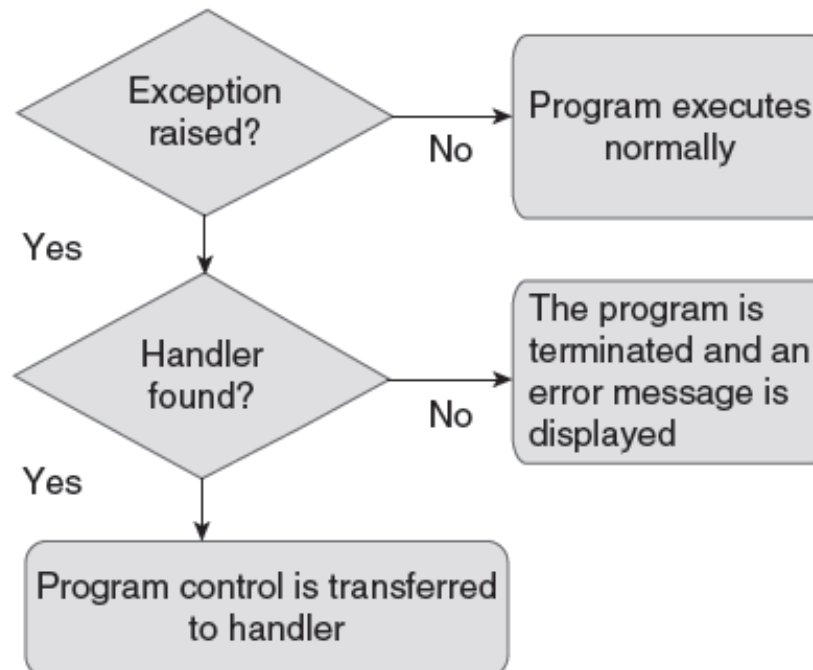 Exception
raised?
No
Program executes
normally
Yes
Handler
found?
No
The program is
terminated and an
error message is
displayed
Yes
Program control is transferred
to handler